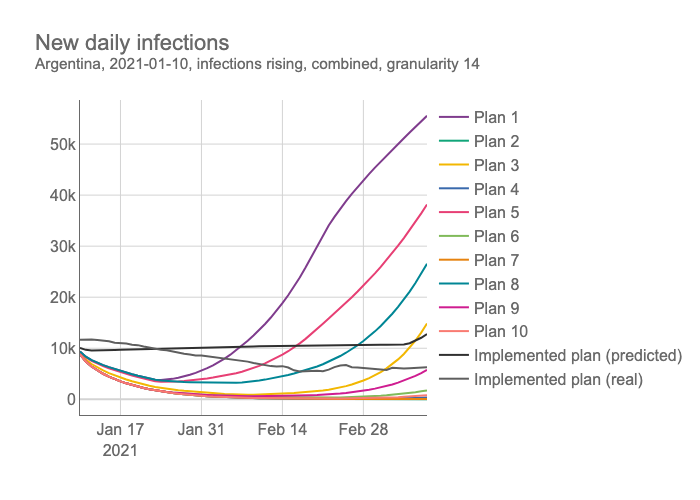 New daily infections
Argentina, 2021-01-10, infections rising, combined, granularity 14
50k
40k
30k
20k
10k
0
Jan 17
2021
Jan 31
Feb 14
Feb 28
Plan 1
Plan 2
Plan 3
Plan 4
Plan 5
Plan 6
Plan 7
Plan 8
Plan 9
Plan 10
Implemented plan (predicted)
Implemented plan (real)